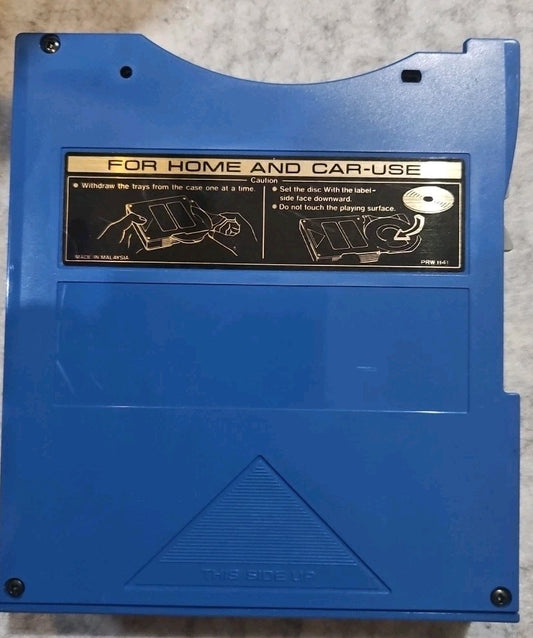 FOR HOME AND CAR-USE
Caution
● Withdraw the trays from the case one at a time.
● Set the disc With the label-
side face downward.
● Do not touch the playing surface.
MADE IN MALAYSIA
PRW 1141
THIS SIDE UP